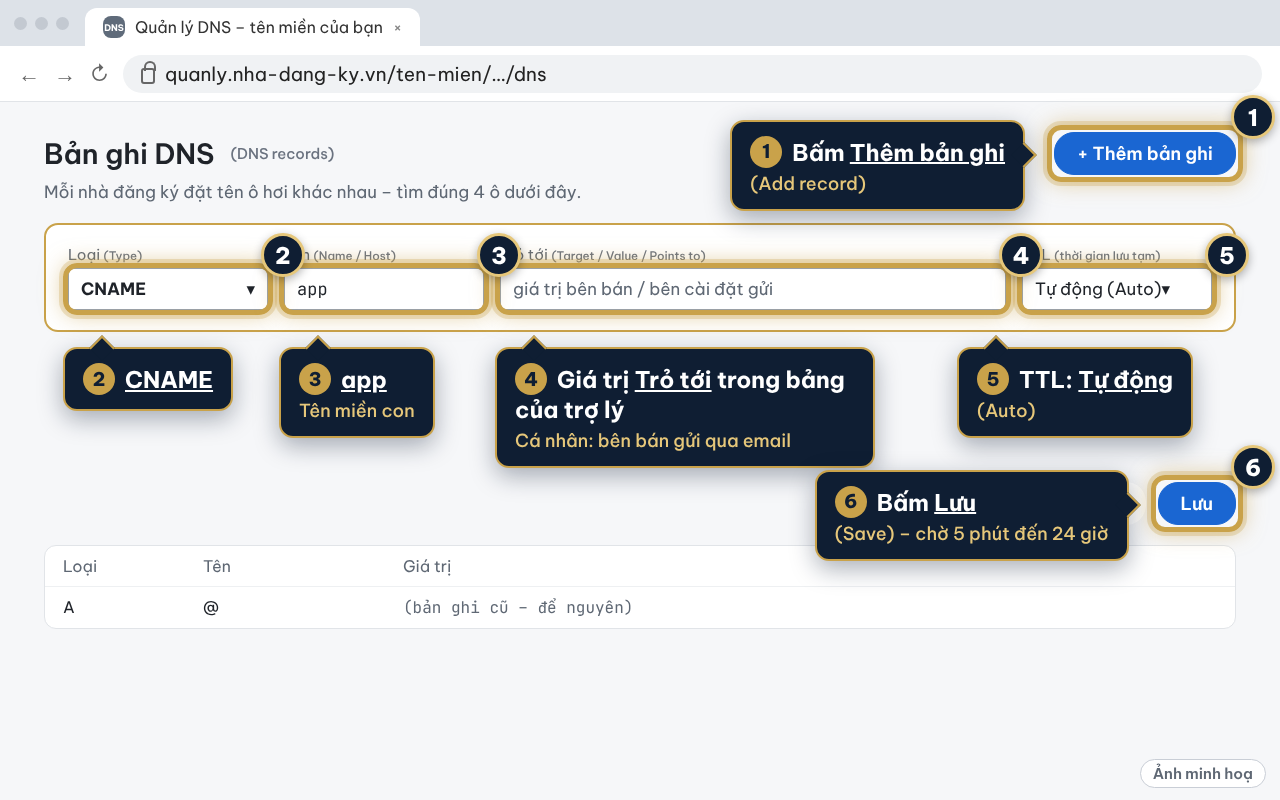 DNS Quản lý DNS – tên miền của bạn ×
← → quanly.nha-dang-ky.vn/ten-mien/…/dns
1
Bản ghi DNS (DNS records)
Mỗi nhà đăng ký đặt tên ô hơi khác nhau – tìm đúng 4 ô dưới đây.
1 Bấm Thêm bản ghi
(Add record)
+ Thêm bản ghi
Loại (Type) 2 (Name / Host) 3 tới (Target / Value / Points to) 4 (thời gian lưu tạm) 5
CNAME ▾ app giá trị bên bán / bên cài đặt gửi Tự động (Auto)▾
2 CNAME
3 app
Tên miền con
4 Giá trị Trỏ tới trong bảng
của trợ lý
Cá nhân: bên bán gửi qua email
5 TTL: Tự động
(Auto)
6
6 Bấm Lưu
(Save) – chờ 5 phút đến 24 giờ
Lưu
Loại Tên Giá trị
A @ (bản ghi cũ – để nguyên)
Ảnh minh hoạ